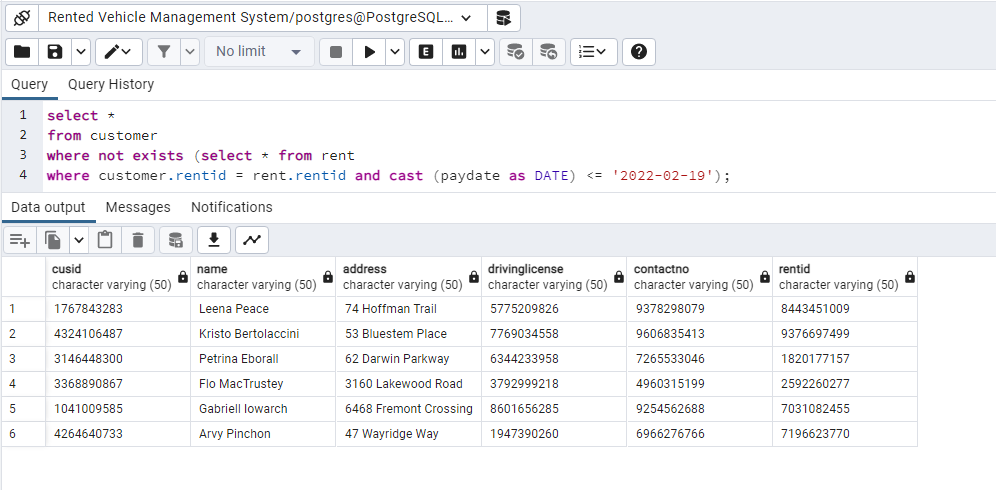 Rented Vehicle Management System/postgres@PostgreSQL...
No limit
E
Query Query History
1 select *
2 from customer
3 where not exists (select * from rent
4 where customer.rentid = rent.rentid and cast (paydate as DATE) <= '2022-02-19');
Data output Messages Notifications
cusid name address drivinglicense contactno rentid
character varying (50) character varying (50) character varying (50) character varying (50) character varying (50) character varying (50)
1 1767843283 Leena Peace 74 Hoffman Trail 5775209826 9378298079 8443451009
2 4324106487 Kristo Bertolaccini 53 Bluestem Place 7769034558 9606835413 9376697499
3 3146448300 Petrina Eborall 62 Darwin Parkway 6344233958 7265533046 1820177157
4 3368890867 Flo MacTrustey 3160 Lakewood Road 3792999218 4960315199 2592260277
5 1041009585 Gabriell Iowarch 6468 Fremont Crossing 8601656285 9254562688 7031082455
6 4264640733 Arvy Pinchon 47 Wayridge Way 1947390260 6966276766 7196623770